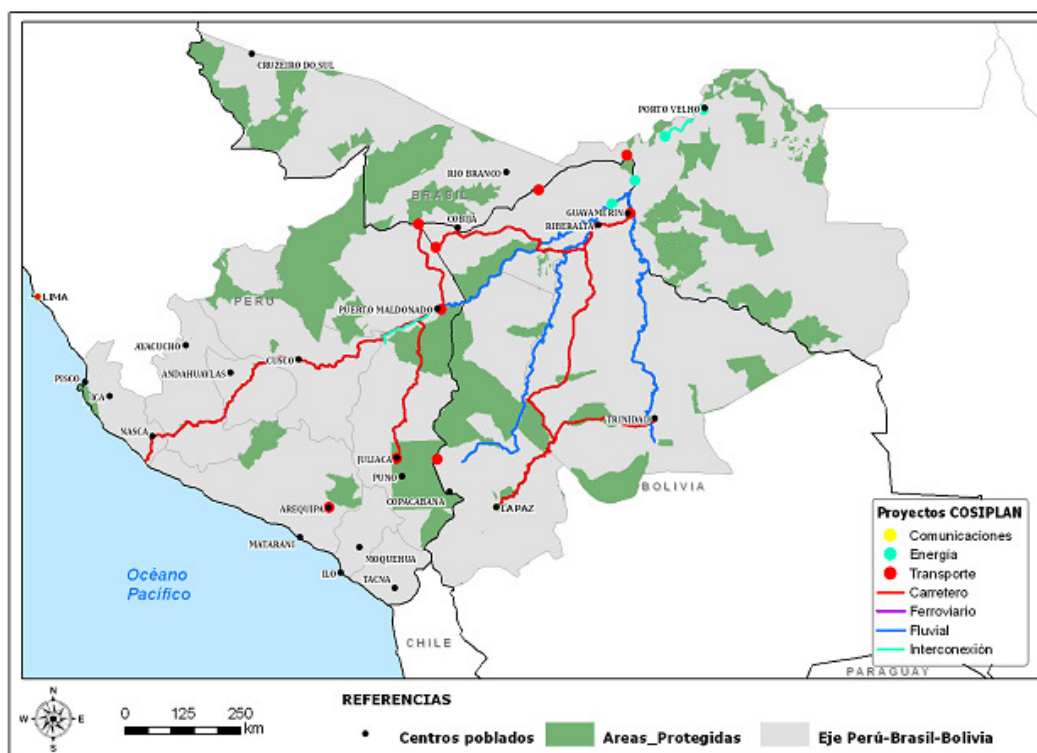 CRUZEIRO DO SUL
PORTO VELHO
RIO BRANCO
BRASIL
COBIJA
GUAYAMERIN
RIBERALTA
LIMA
PERÚ
PUERTO MALDONADO
AYACUCHO
CUSCO
ANDAHUAYLAS
PISCO
ICA
NASCA
TRINIDAD
JULIACA
PUNO
BOLIVIA
COPACABANA
LA PAZ
AREQUIPA
MATARANI
MOQUEHUA
ILO
TACNA
Océano
Pacífico
CHILE
PARAGUAY
Proyectos COSIPLAN
Comunicaciones
Energía
Transporte
Carretero
Ferroviario
Fluvial
Interconexión
N
W
E
S
0 125 250
km
REFERENCIAS
Centros poblados
Areas_Protegidas
Eje Perú-Brasil-Bolivia